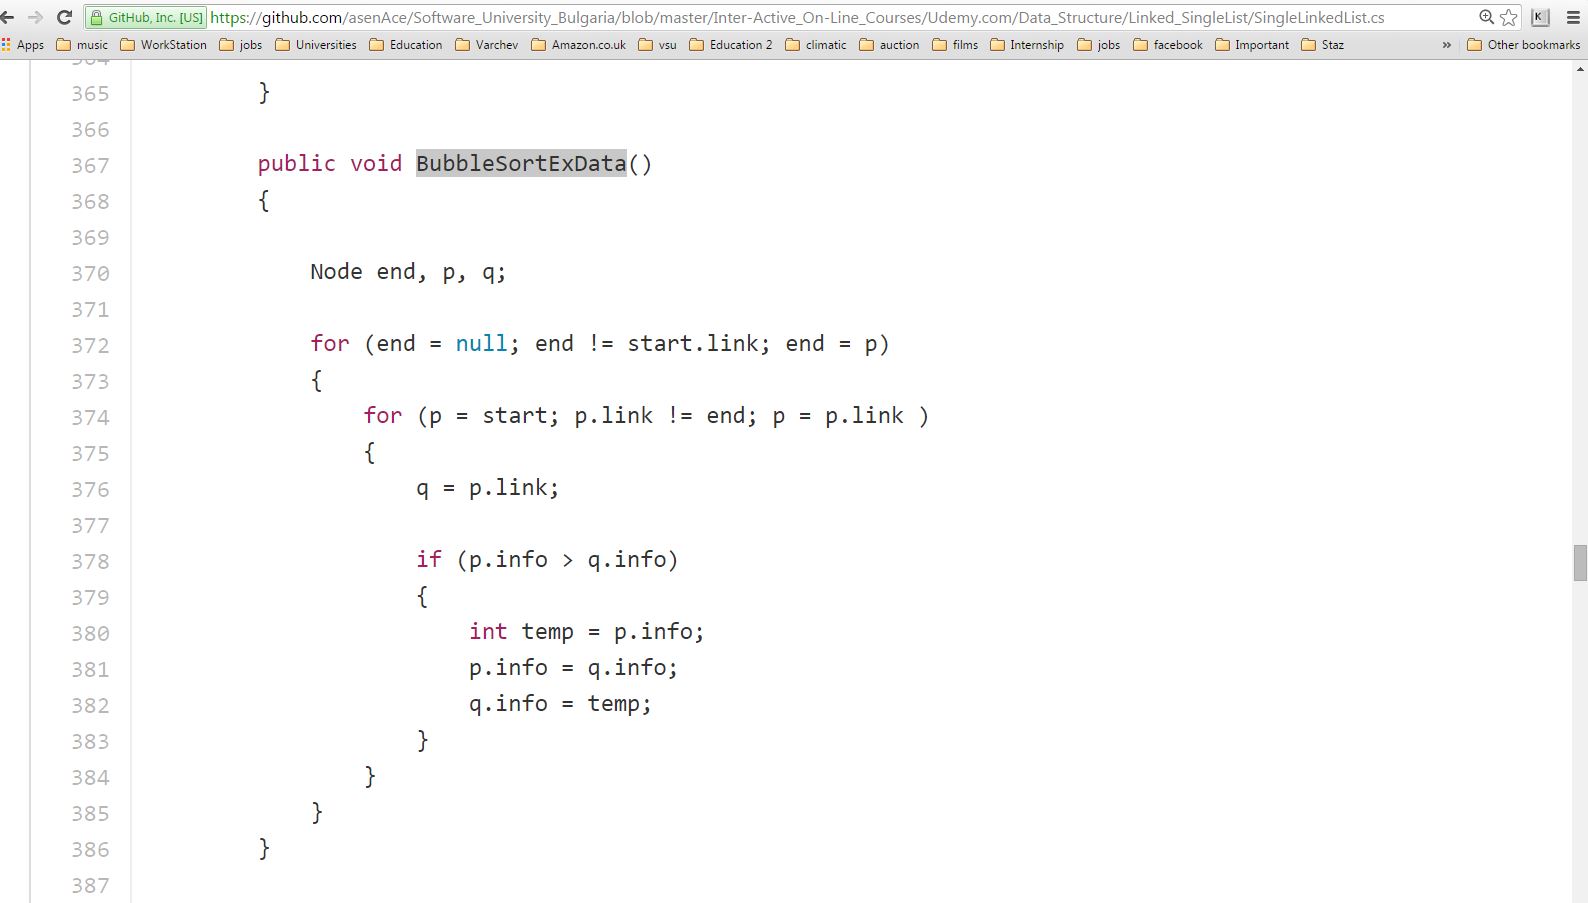 GitHub, Inc. [US] https://github.com/asenAce/Software_University_Bulgaria/blob/master/Inter-Active_On-Line_Courses/Udemy.com/Data_Structure/Linked_SingleList/SingleLinkedList.cs K
Apps music WorkStation jobs Universities Education Varchev Amazon.co.uk vsu Education 2 climatic auction films Internship jobs facebook Important Staz » Other bookmarks
364
365 }
366
367 public void BubbleSortExData()
368 {
369
370 Node end, p, q;
371
372 for (end = null; end != start.link; end = p)
373 {
374 for (p = start; p.link != end; p = p.link )
375 {
376 q = p.link;
377
378 if (p.info > q.info)
379 {
380 int temp = p.info;
381 p.info = q.info;
382 q.info = temp;
383 }
384 }
385 }
386 }
387